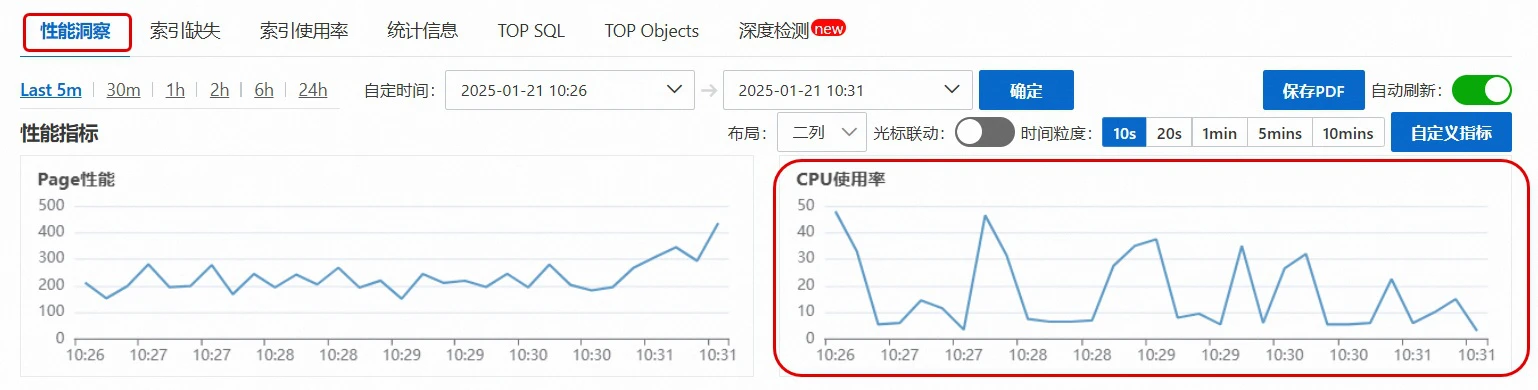 性能洞察 索引缺失 索引使用率 统计信息 TOP SQL TOP Objects 深度检测 new
Last 5m 30m 1h 2h 6h 24h 自定时间： 2025-01-21 10:26 2025-01-21 10:31 确定 保存PDF 自动刷新：
性能指标 布局： 二列 光标联动： 时间粒度： 10s 20s 1min 5mins 10mins 自定义指标
Page性能
500
400
300
200
100
0
10:26 10:27 10:27 10:28 10:28 10:29 10:29 10:30 10:30 10:31 10:31
CPU使用率
50
40
30
20
10
0
10:26 10:27 10:27 10:28 10:28 10:29 10:29 10:30 10:30 10:31 10:31